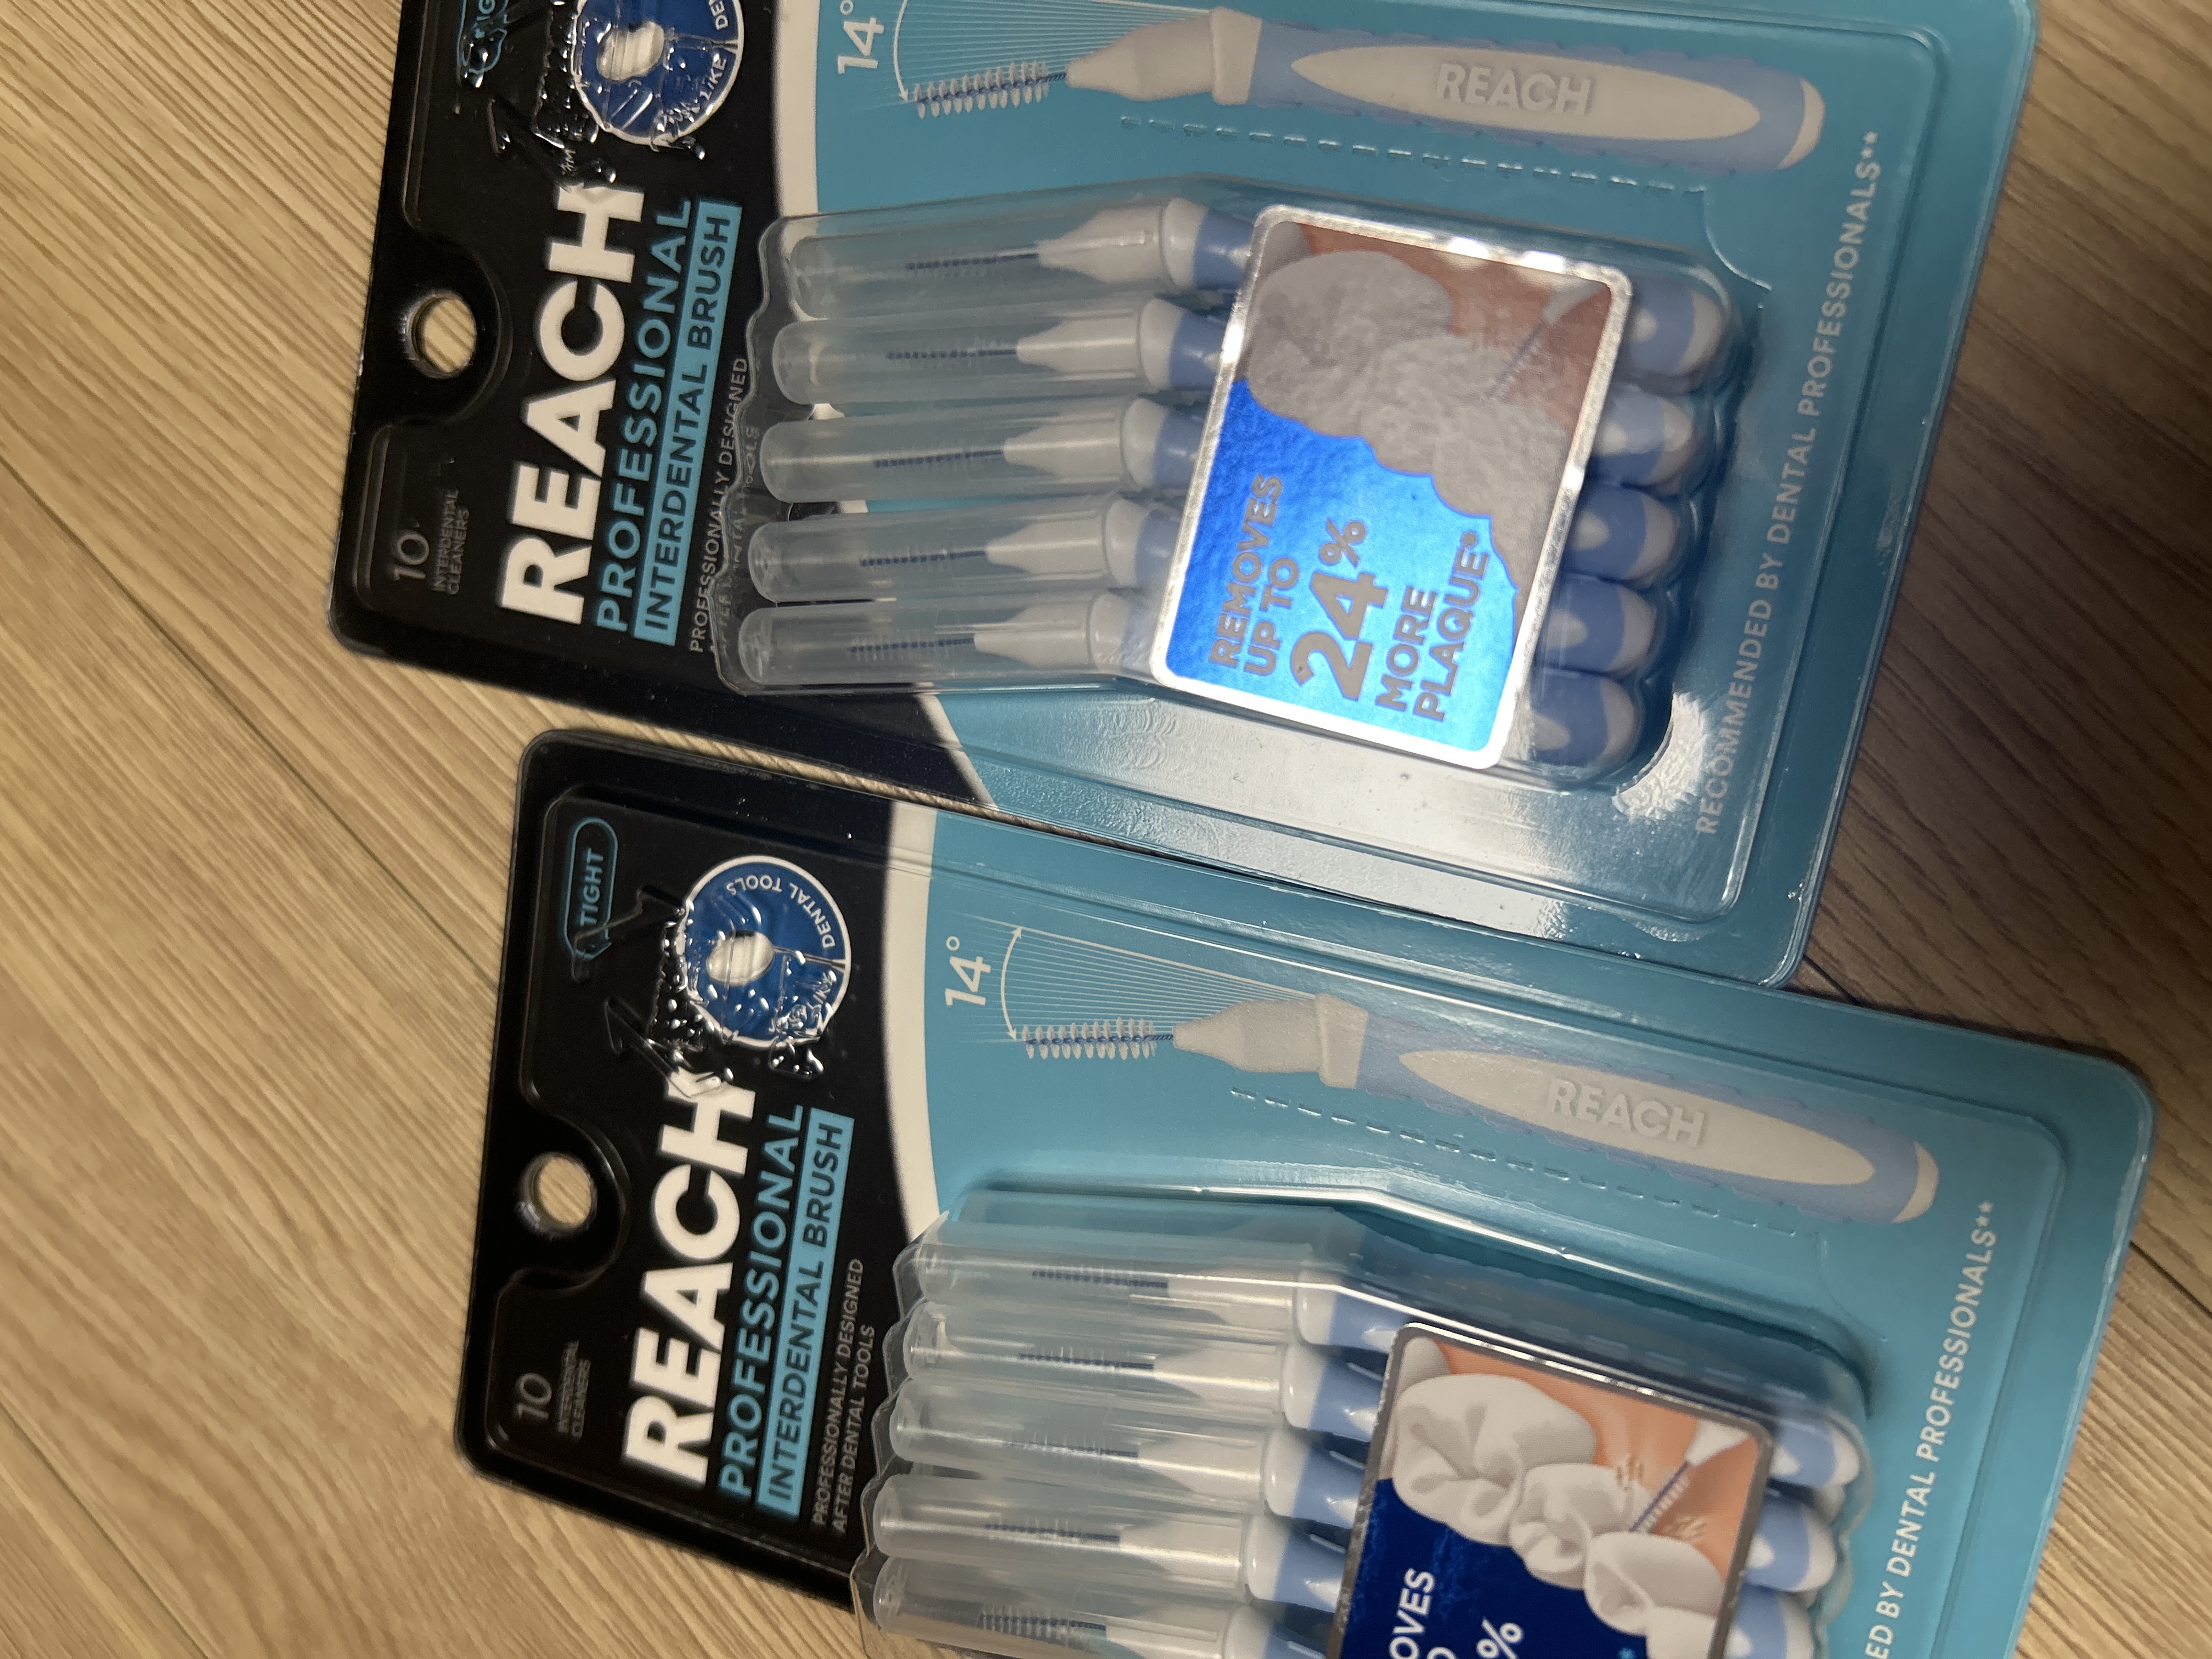 10
INTERDENTAL
CLEANERS
REACH
PROFESSIONAL
INTERDENTAL BRUSH
PROFESSIONALLY DESIGNED
14°
REACH
REMOVES
UP TO
24%
MORE
PLAQUE*
RECOMMENDED BY DENTAL PROFESSIONALS**
10
INTERDENTAL
CLEANERS
TIGHT
REACH
PROFESSIONAL
INTERDENTAL BRUSH
PROFESSIONALLY DESIGNED
AFTER DENTAL TOOLS
DENTAL TOOLS
14°
REACH
OVES
%
ED BY DENTAL PROFESSIONALS**